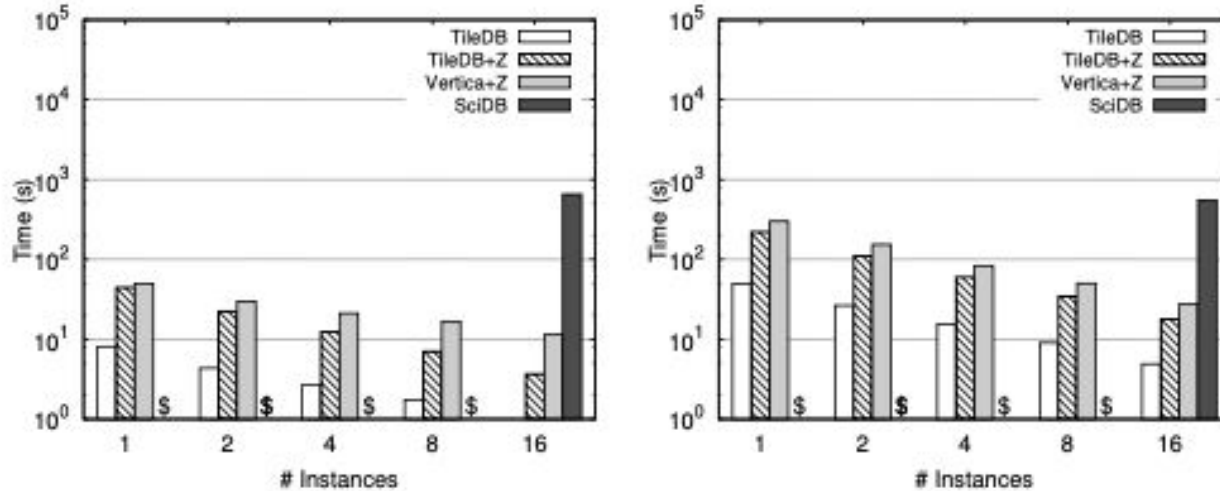 10^5
10^4
10^3
10^2
10^1
10^0
Time (s)
TileDB
TileDB+Z
Vertica+Z
SciDB
$ $ $ $
1 2 4 8 16
# Instances
10^5
10^4
10^3
10^2
10^1
10^0
Time (s)
TileDB
TileDB+Z
Vertica+Z
SciDB
$ $ $ $
1 2 4 8 16
# Instances